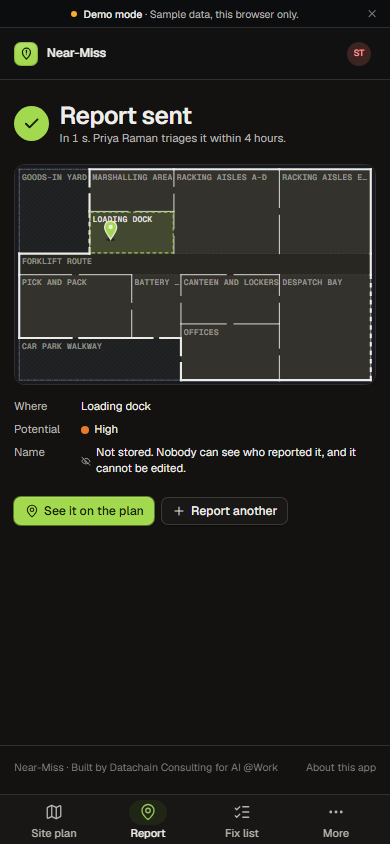 Demo mode · Sample data, this browser only.
Near-Miss
ST
Report sent
In 1 s. Priya Raman triages it within 4 hours.
GOODS-IN YARD
MARSHALLING AREA
RACKING AISLES A-D
RACKING AISLES E…
LOADING DOCK
FORKLIFT ROUTE
PICK AND PACK
BATTERY …
CANTEEN AND LOCKERS
DESPATCH BAY
OFFICES
CAR PARK WALKWAY
Where Loading dock
Potential High
Name Not stored. Nobody can see who reported it, and it
cannot be edited.
See it on the plan
Report another
Near-Miss · Built by Datachain Consulting for AI @Work
About this app
Site plan
Report
Fix list
More